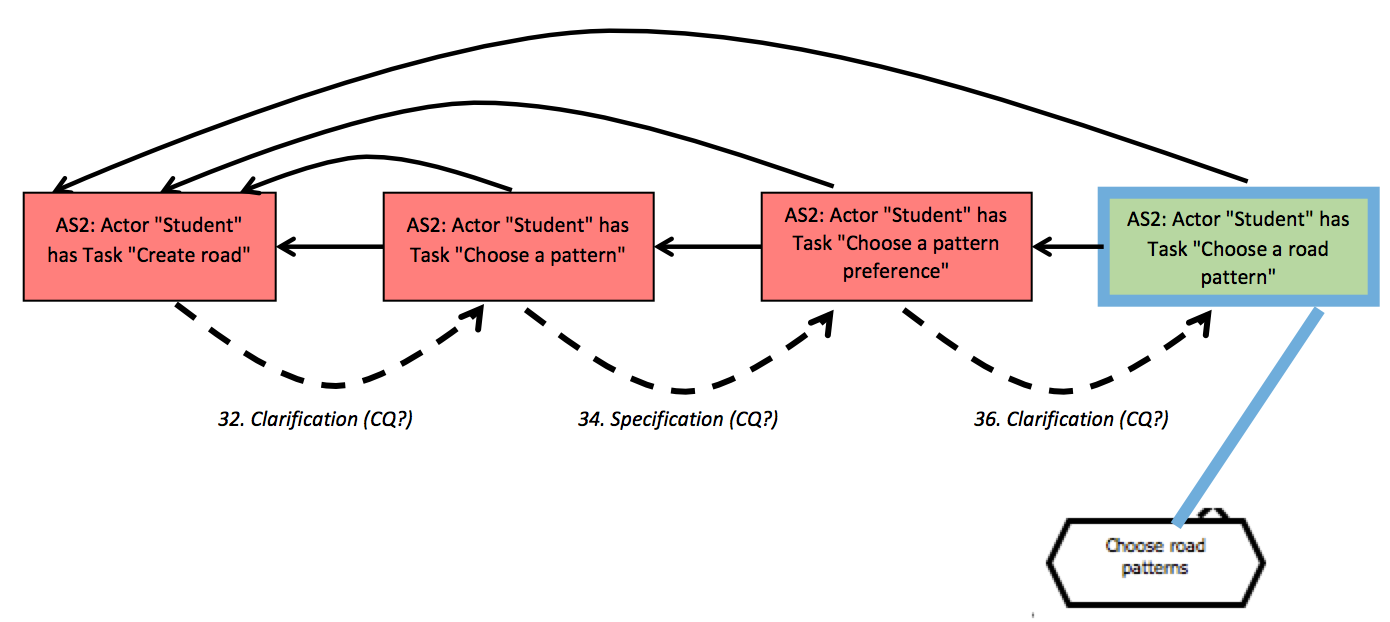 AS2: Actor "Student"
has Task "Create road"
AS2: Actor "Student" has
Task "Choose a pattern"
AS2: Actor "Student" has
Task "Choose a pattern
preference"
AS2: Actor "Student" has
Task "Choose a road
pattern"
32. Clarification (CQ?)
34. Specification (CQ?)
36. Clarification (CQ?)
Choose road
patterns